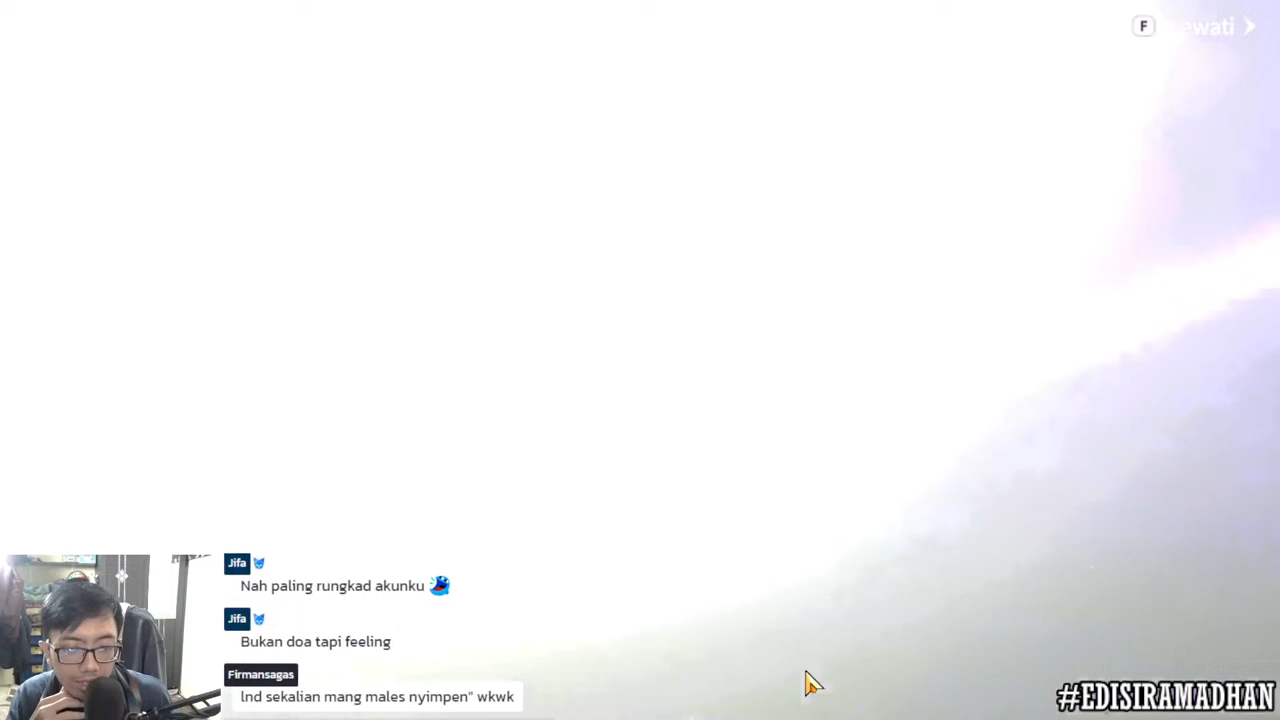 F
Jifa
Nah paling rungkad akunku
Jifa
Bukan doa tapi feeling
Firmansagas
lnd sekalian mang males nyimpen" wkwk
#EDISIRAMADHAN